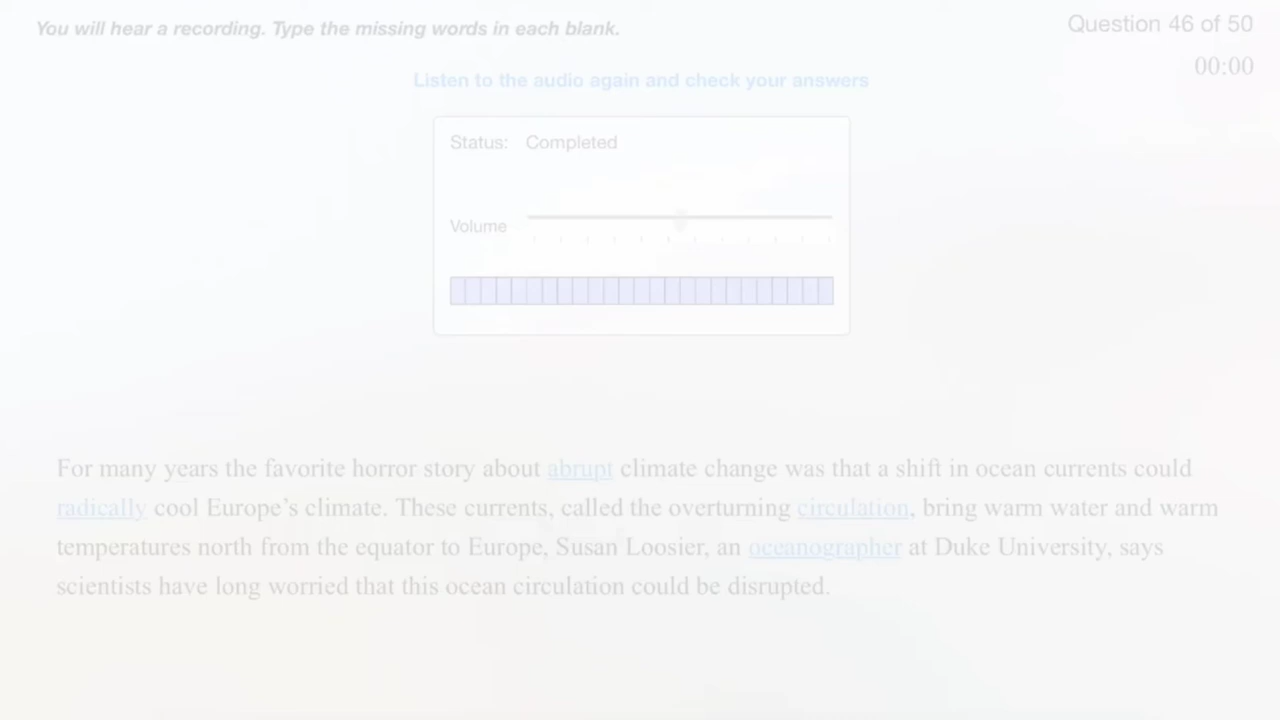 You will hear a recording. Type the missing words in each blank.
Question 46 of 50
00:00
Listen to the audio again and check your answers
Status: Completed
Volume
For many years the favorite horror story about abrupt climate change was that a shift in ocean currents could
radically cool Europe's climate. These currents, called the overturning circulation, bring warm water and warm
temperatures north from the equator to Europe, Susan Loosier, an oceanographer at Duke University, says
scientists have long worried that this ocean circulation could be disrupted.